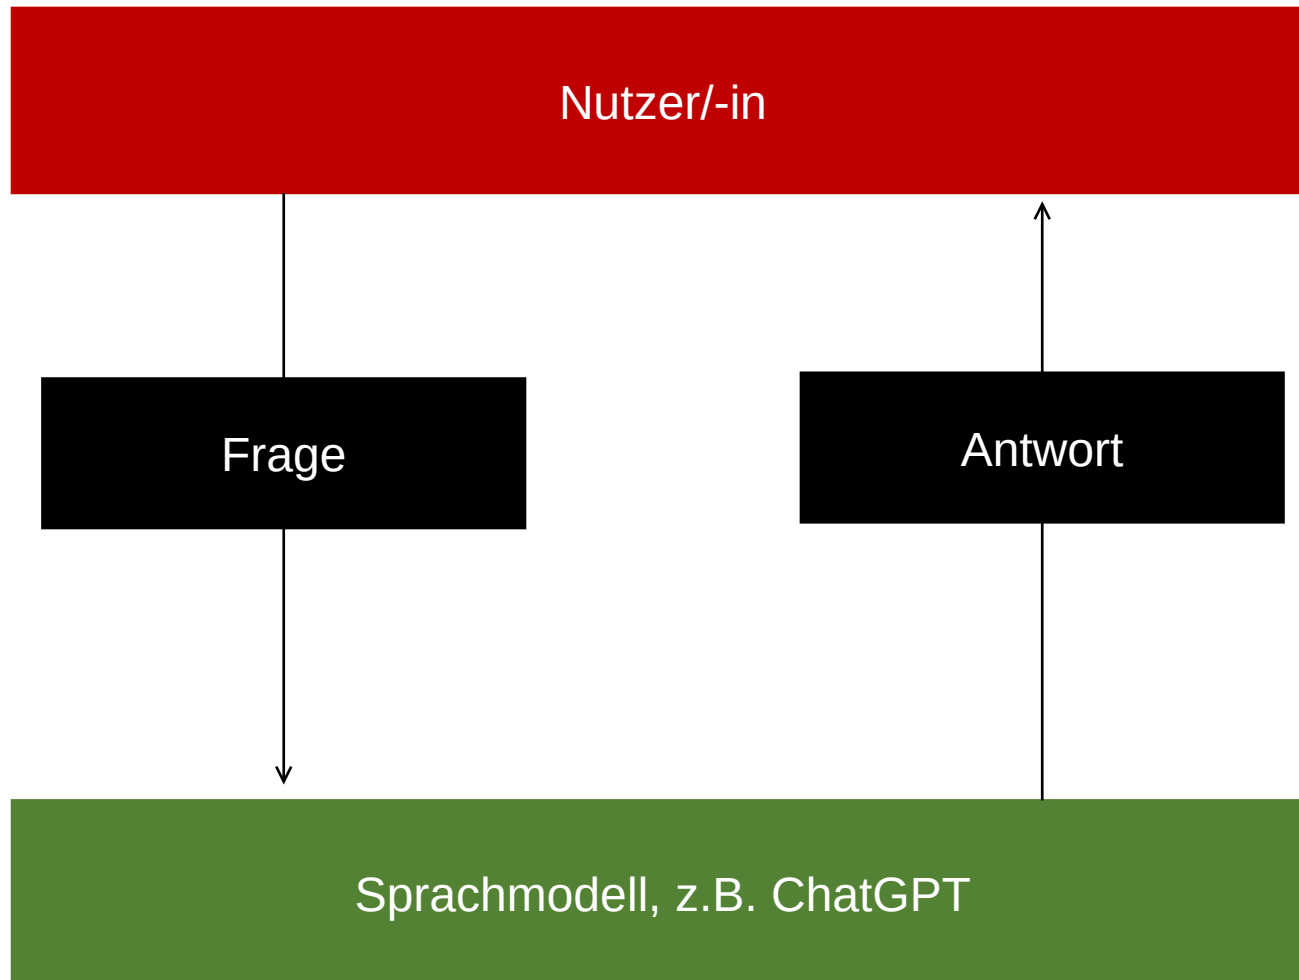 Nutzer/-in
Frage
Antwort
Sprachmodell, z.B. ChatGPT